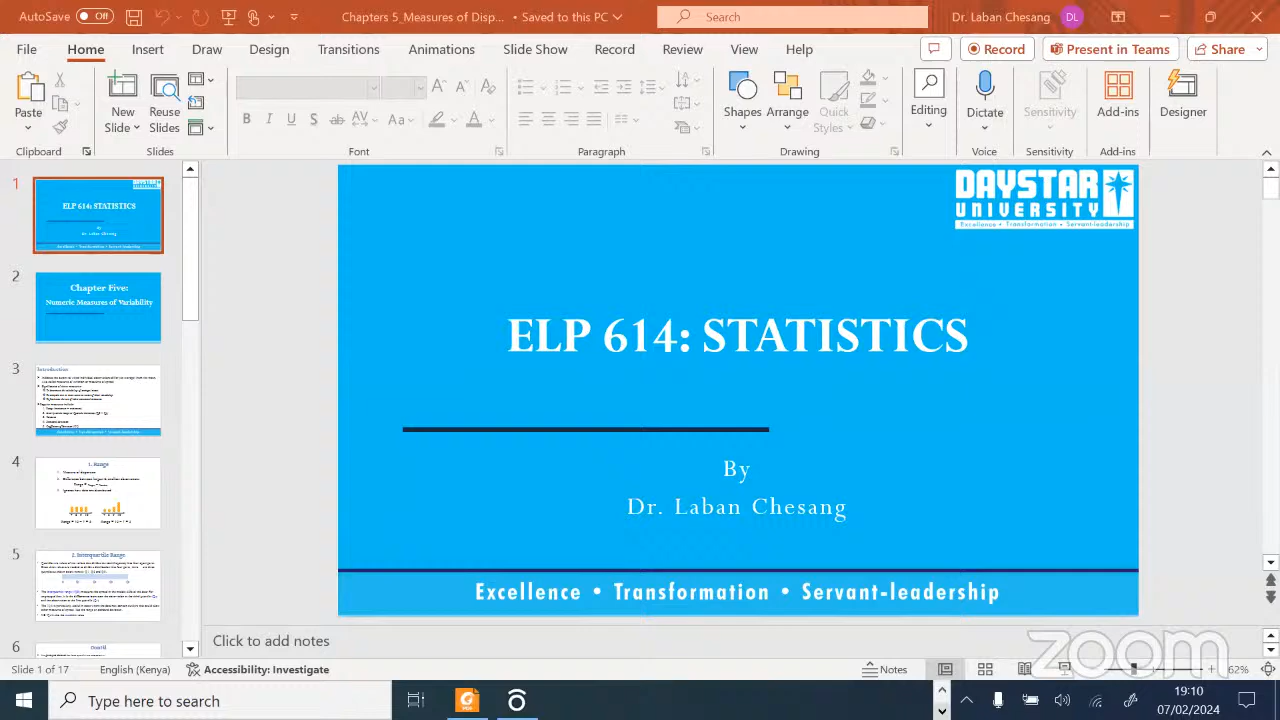 AutoSave Off Chapters 5_Measures of Disp... • Saved to this PC Search Dr. Laban Chesang DL
File Home Insert Draw Design Transitions Animations Slide Show Record Review View Help Record Present in Teams Share
Paste New Slide Reuse Slides Shapes Arrange Quick Styles Editing Dictate Sensitivity Add-ins Designer
Clipboard Slides Font Paragraph Drawing Voice Sensitivity Add-ins
1
ELP 614: STATISTICS
By
Dr. Laban Chesang
2
Chapter Five:
Numeric Measures of Variability
3
Introduction
4
1. Range
5
2. Interquartile Range
6
DAYSTAR
UNIVERSITY
Excellence • Transformation • Servant-leadership
ELP 614: STATISTICS
By
Dr. Laban Chesang
Excellence • Transformation • Servant-leadership
Click to add notes
zoom
Slide 1 of 17 English (Kenya) Accessibility: Investigate Notes 62%
Type here to search
19:10
07/02/2024